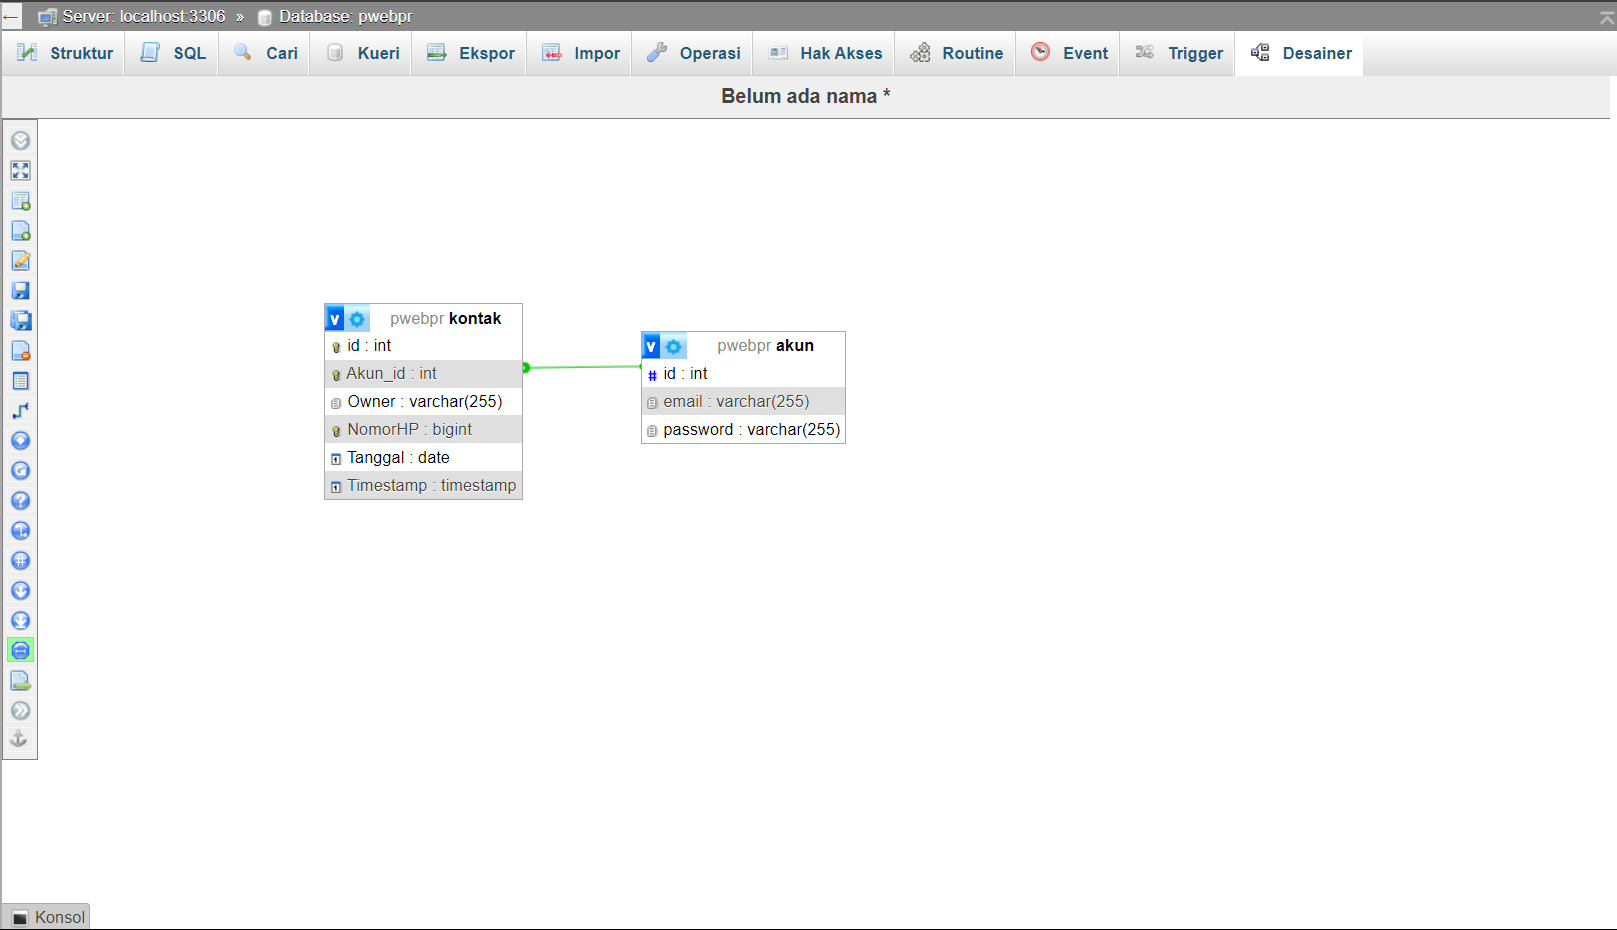 Server: localhost:3306 » Database: pwebpr
Struktur SQL Cari Kueri Ekspor Impor Operasi Hak Akses Routine Event Trigger Desainer
Belum ada nama *
v pwebpr kontak
id : int
Akun_id : int
Owner : varchar(255)
NomorHP : bigint
Tanggal : date
Timestamp : timestamp
v pwebpr akun
# id : int
email : varchar(255)
password : varchar(255)
Konsol